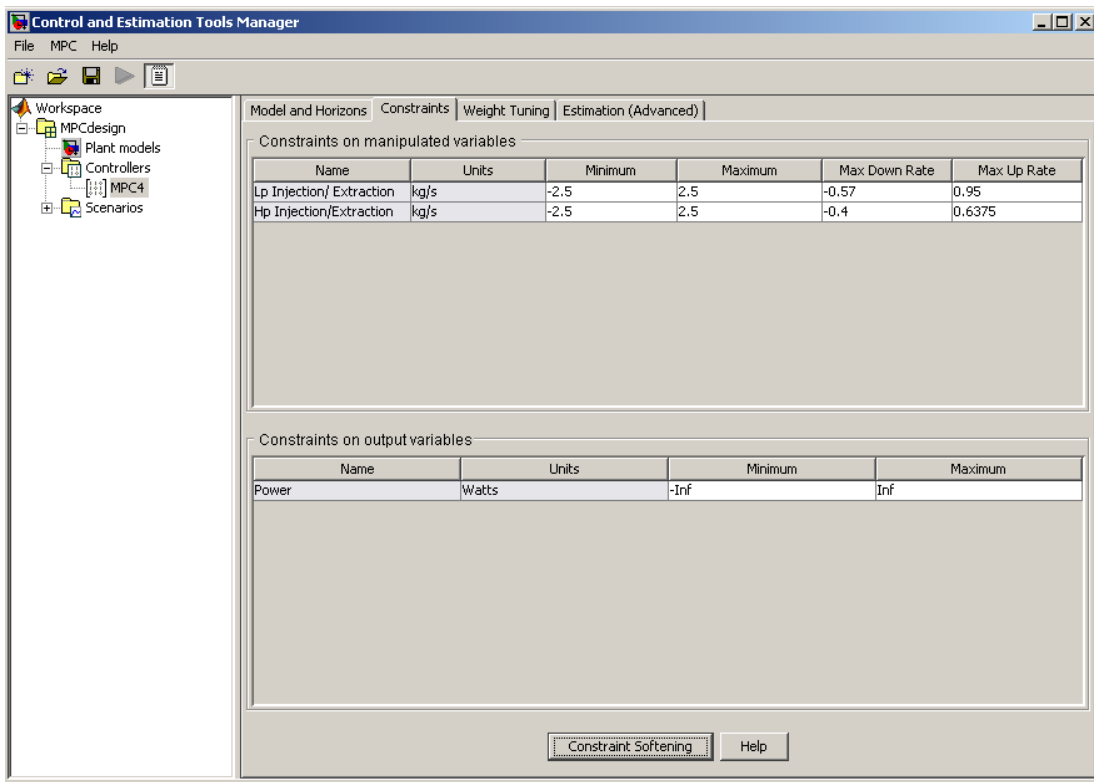 Control and Estimation Tools Manager
File MPC Help
Workspace
MPCdesign
Plant models
Controllers
MPC4
Scenarios
Model and Horizons Constraints Weight Tuning Estimation (Advanced)
Constraints on manipulated variables
Name Units Minimum Maximum Max Down Rate Max Up Rate
Lp Injection/ Extraction kg/s -2.5 2.5 -0.57 0.95
Hp Injection/Extraction kg/s -2.5 2.5 -0.4 0.6375
Constraints on output variables
Name Units Minimum Maximum
Power Watts -Inf Inf
Constraint Softening Help